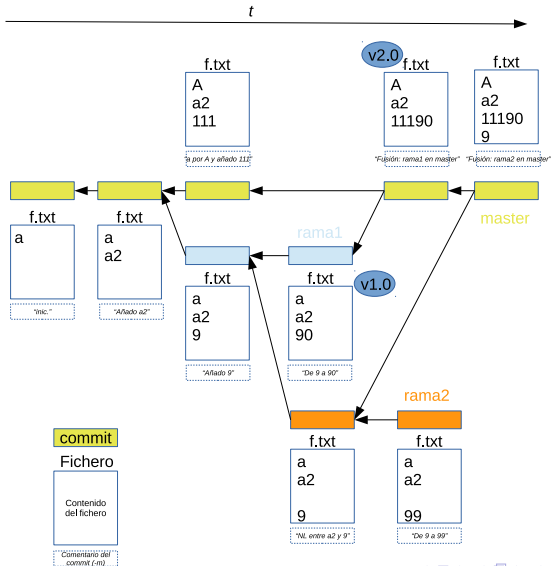 t
v2.0
f.txt
A
a2
111
"a por A y añado 111"
f.txt
A
a2
11190
"Fusión: rama1 en master"
f.txt
A
a2
11190
9
"Fusión: rama2 en master"
master
f.txt
a
"Inic."
f.txt
a
a2
"Añado a2"
rama1
f.txt
a
a2
9
"Añado 9"
f.txt
a
a2
90
"De 9 a 90"
v1.0
rama2
f.txt
a
a2
9
"NL entre a2 y 9"
f.txt
a
a2
99
"De 9 a 99"
commit
Fichero
Contenido
del fichero
Comentario del
commit (-m)